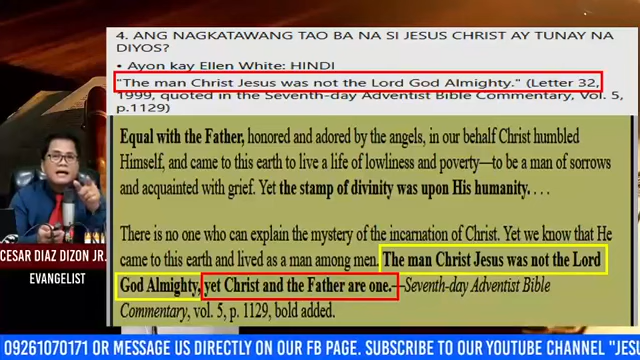 4. ANG NAGKATAWANG TAO BA NA SI JESUS CHRIST AY TUNAY NA
DIYOS?
• Ayon kay Ellen White: HINDI
"The man Christ Jesus was not the Lord God Almighty." (Letter 32,
1999, quoted in the Seventh-day Adventist Bible Commentary, Vol. 5,
p.1129)
Equal with the Father, honored and adored by the angels, in our behalf Christ humbled
Himself, and came to this earth to live a life of lowliness and poverty—to be a man of sorrows
and acquainted with grief. Yet the stamp of divinity was upon His humanity. . . .
There is no one who can explain the mystery of the incarnation of Christ. Yet we know that He
came to this earth and lived as a man among men. The man Christ Jesus was not the Lord
God Almighty, yet Christ and the Father are one.—Seventh-day Adventist Bible
Commentary, vol. 5, p. 1129, bold added.
CESAR DIAZ DIZON JR.
EVANGELIST
09261070171 OR MESSAGE US DIRECTLY ON OUR FB PAGE. SUBSCRIBE TO OUR YOUTUBE CHANNEL "JES